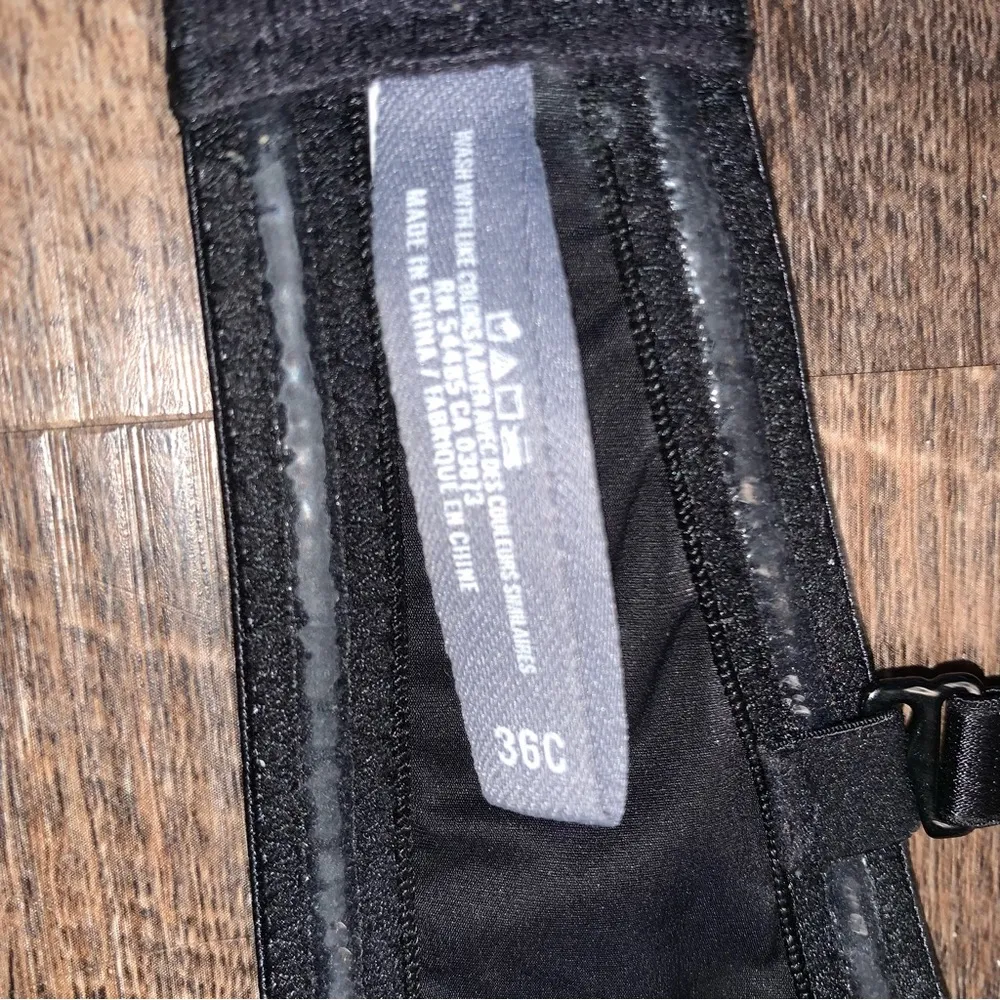 WASH WITH LIKE COLORS/LAVER AVEC DES COULEURS SIMILAIRES
RN 54485 CA 03073
MADE IN CHINA / FABRIQUÉ EN CHINE
36C